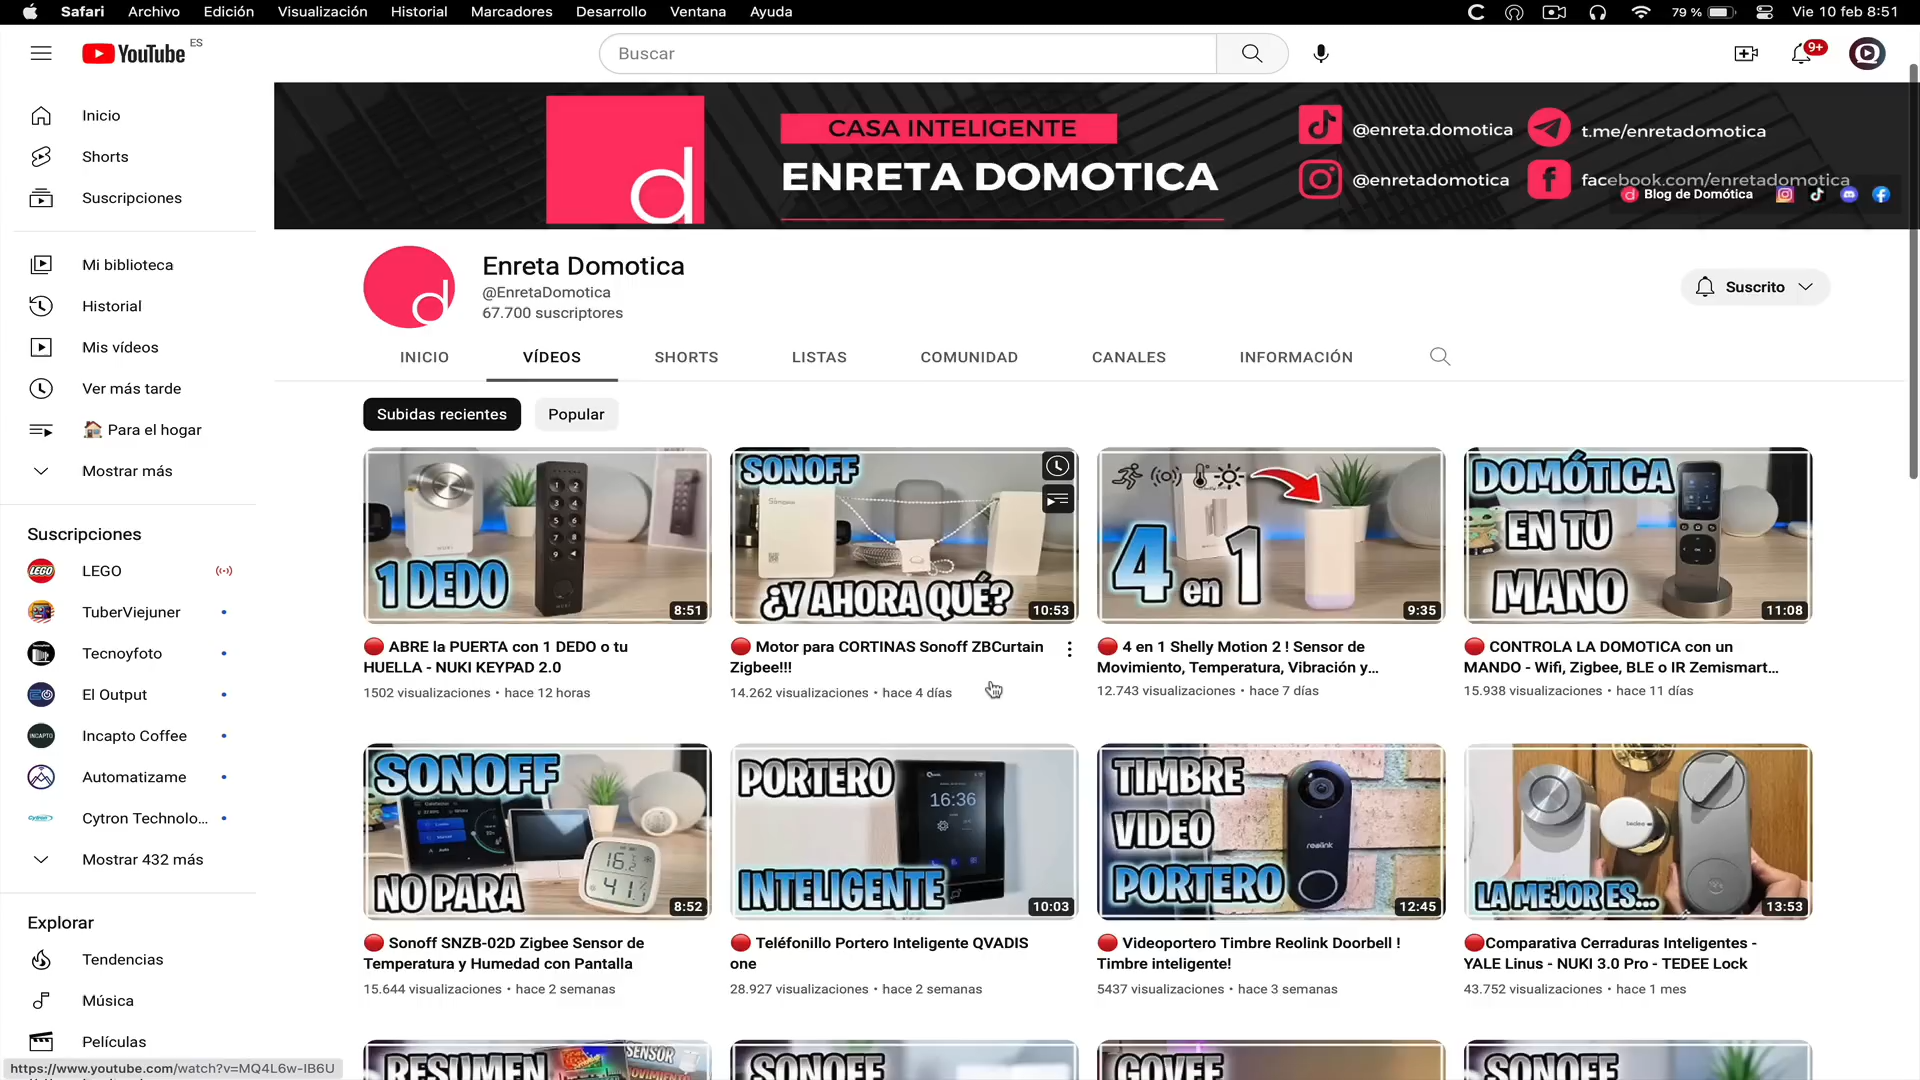 Safari Archivo Edición Visualización Historial Marcadores Desarrollo Ventana Ayuda
79 % Vie 10 feb 8:51
YouTube ES
Buscar
9+
Inicio
Shorts
Suscripciones
Mi biblioteca
Historial
Mis vídeos
Ver más tarde
Para el hogar
Mostrar más
Suscripciones
LEGO
TuberViejuner
Tecnoyfoto
El Output
Incapto Coffee
Automatizame
Cytron Technolo...
Mostrar 432 más
Explorar
Tendencias
Música
Películas
https://www.youtube.com/watch?v=MQ4L6w-IB6U
d
CASA INTELIGENTE
ENRETA DOMOTICA
@enreta.domotica
t.me/enretadomotica
@enretadomotica
facebook.com/enretadomotica
Blog de Domótica
d
Enreta Domotica
@EnretaDomotica
67.700 suscriptores
Suscrito
INICIO VÍDEOS SHORTS LISTAS COMUNIDAD CANALES INFORMACIÓN
Subidas recientes Popular
1 DEDO
8:51
ABRE la PUERTA con 1 DEDO o tu
HUELLA - NUKI KEYPAD 2.0
1502 visualizaciones • hace 12 horas
SONOFF
¿Y AHORA QUÉ?
10:53
Motor para CORTINAS Sonoff ZBCurtain
Zigbee!!!
14.262 visualizaciones • hace 4 días
4 en 1
9:35
4 en 1 Shelly Motion 2 ! Sensor de
Movimiento, Temperatura, Vibración y...
12.743 visualizaciones • hace 7 días
DOMÓTICA
EN TU
MANO
11:08
CONTROLA LA DOMOTICA con un
MANDO - Wifi, Zigbee, BLE o IR Zemismart...
15.938 visualizaciones • hace 11 días
SONOFF
NO PARA
8:52
Sonoff SNZB-02D Zigbee Sensor de
Temperatura y Humedad con Pantalla
15.644 visualizaciones • hace 2 semanas
PORTERO
16:36
INTELIGENTE
10:03
Teléfonillo Portero Inteligente QVADIS
one
28.927 visualizaciones • hace 2 semanas
TIMBRE
VIDEO
PORTERO
reolink
12:45
Videoportero Timbre Reolink Doorbell !
Timbre inteligente!
5437 visualizaciones • hace 3 semanas
LA MEJOR ES...
13:53
Comparativa Cerraduras Inteligentes -
YALE Linus - NUKI 3.0 Pro - TEDEE Lock
43.752 visualizaciones • hace 1 mes
RESUMEN
SENSOR
MOVIMIENTO
SONOFF
GOVEE
SONOFF